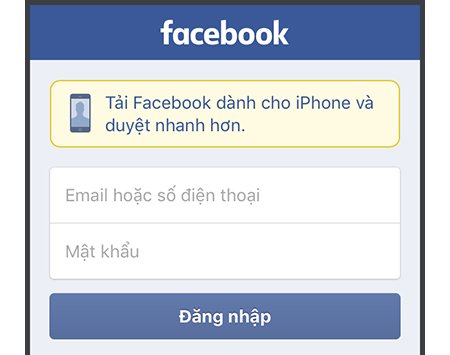 facebook
Tải Facebook dành cho iPhone và
duyệt nhanh hơn.
Email hoặc số điện thoại
Mật khẩu
Đăng nhập